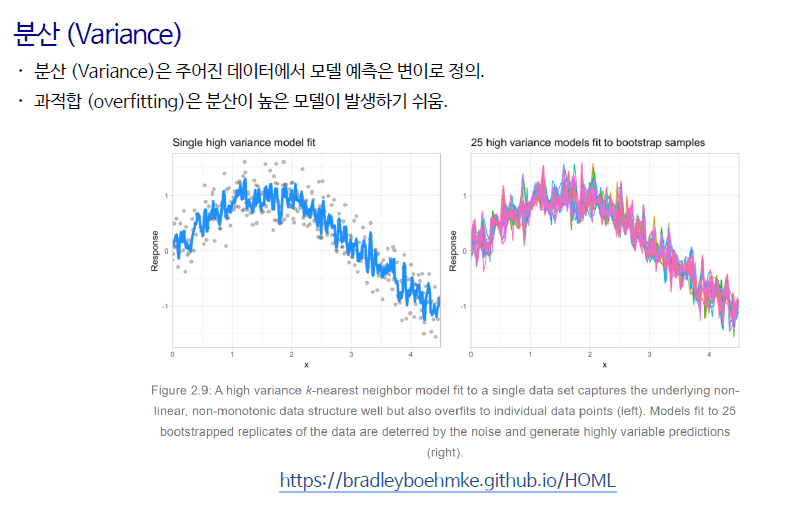 분산 (Variance)
· 분산 (Variance)은 주어진 데이터에서 모델 예측은 변이로 정의.
· 과적합 (overfitting)은 분산이 높은 모델이 발생하기 쉬움.
Single high variance model fit
25 high variance models fit to bootstrap samples
Response
1
0
-1
0 1 2 3 4
x
Response
1
0
-1
0 1 2 3 4
x
Figure 2.9: A high variance k-nearest neighbor model fit to a single data set captures the underlying non-
linear, non-monotonic data structure well but also overfits to individual data points (left). Models fit to 25
bootstrapped replicates of the data are deterred by the noise and generate highly variable predictions
(right).
https://bradleyboehmke.github.io/HOML